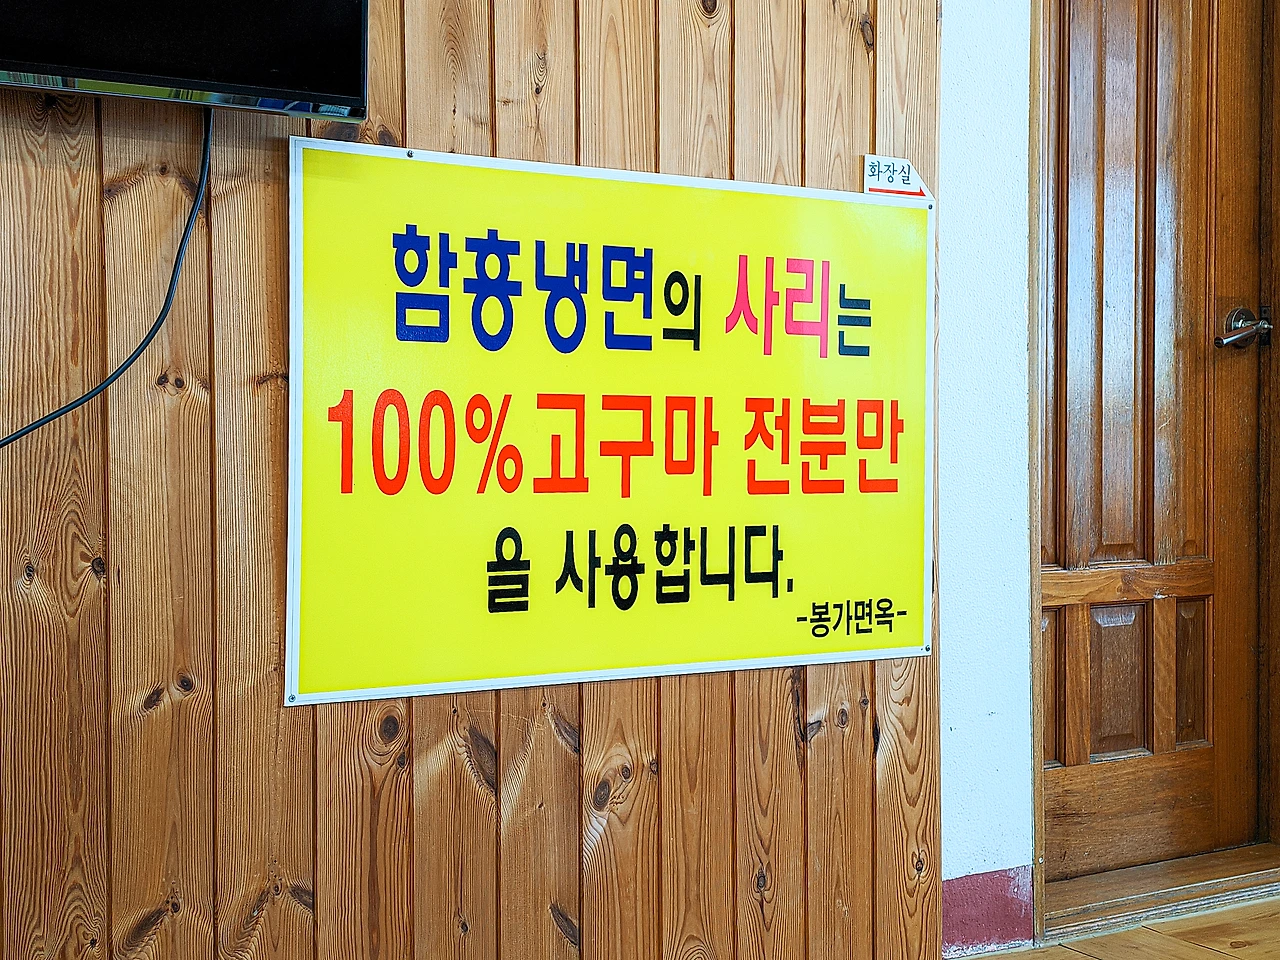 화장실
함흥냉면의 사리는
100%고구마 전분만
을 사용합니다.
-봉가면옥-